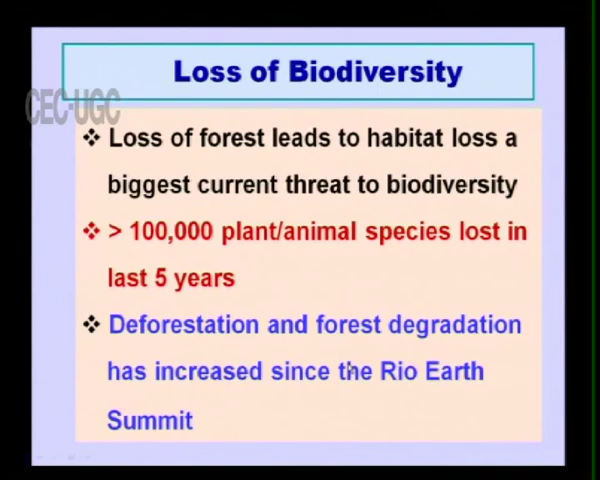 Loss of Biodiversity
CEC-UGC
❖ Loss of forest leads to habitat loss a
biggest current threat to biodiversity
❖ > 100,000 plant/animal species lost in
last 5 years
❖ Deforestation and forest degradation
has increased since the Rio Earth
Summit